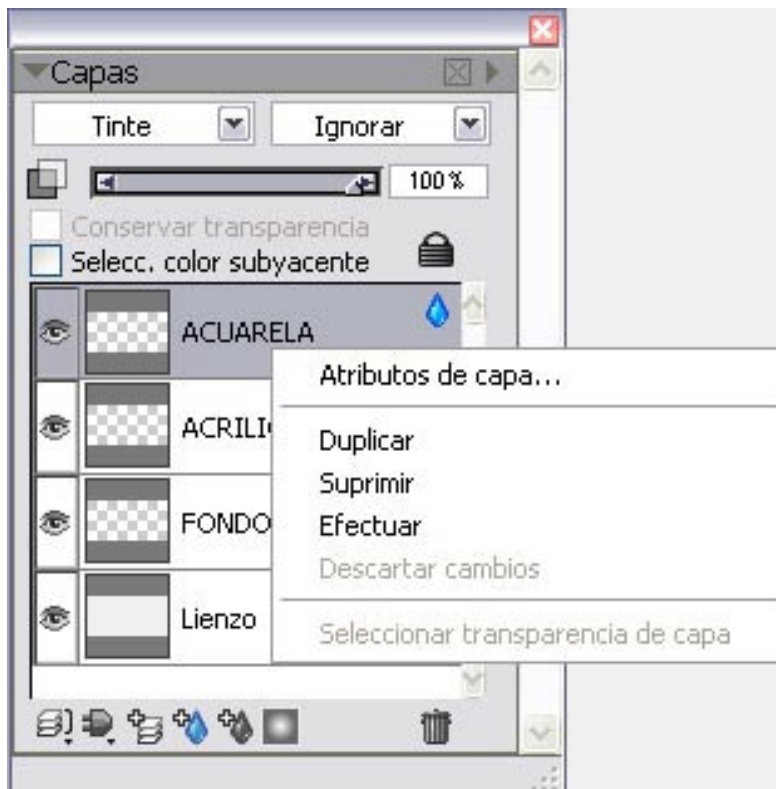 Capas
Tinte Ignorar
100%
Conservar transparencia
Selecc. color subyacente
ACUARELA
Atributos de capa...
ACRILI
Duplicar
Suprimir
FONDO
Efectuar
Descartar cambios
Lienzo
Seleccionar transparencia de capa